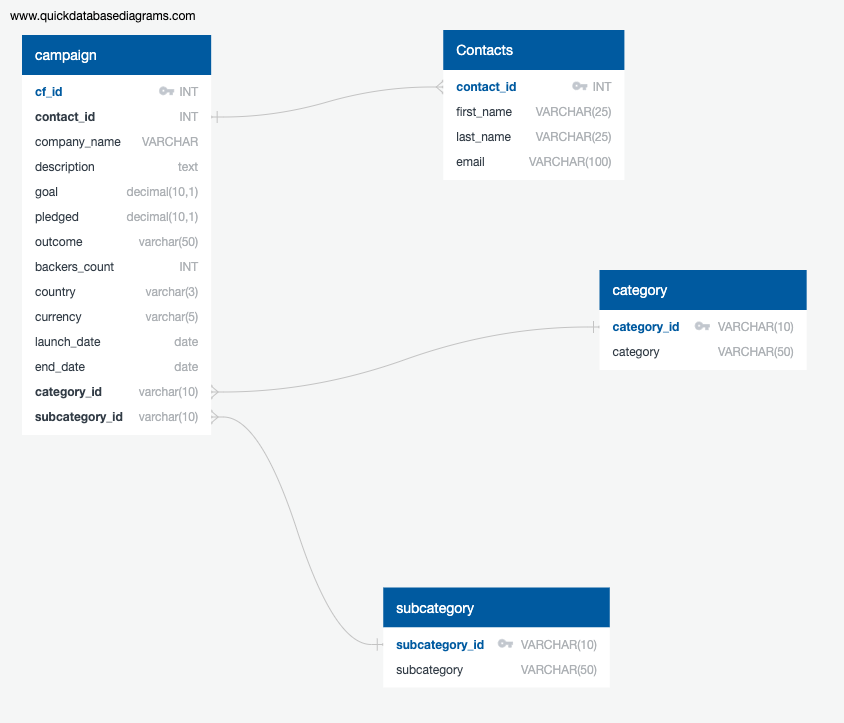 www.quickdatabasediagrams.com
campaign
cf_id INT
contact_id INT
company_name VARCHAR
description text
goal decimal(10,1)
pledged decimal(10,1)
outcome varchar(50)
backers_count INT
country varchar(3)
currency varchar(5)
launch_date date
end_date date
category_id varchar(10)
subcategory_id varchar(10)
Contacts
contact_id INT
first_name VARCHAR(25)
last_name VARCHAR(25)
email VARCHAR(100)
category
category_id VARCHAR(10)
category VARCHAR(50)
subcategory
subcategory_id VARCHAR(10)
subcategory VARCHAR(50)